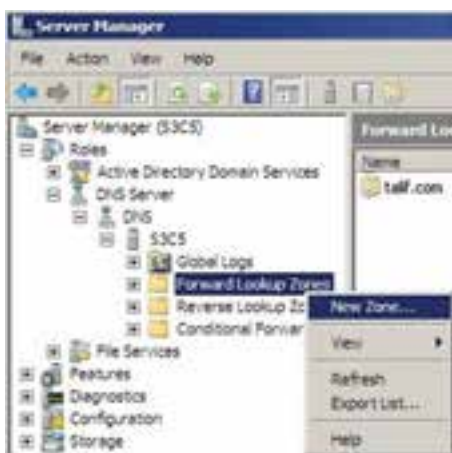 Server Manager
File Action View Help
Server Manager (S3C5)
Roles
Active Directory Domain Services
DNS Server
DNS
S3C5
Global Logs
Forward Lookup Zones
Reverse Lookup Zo
Conditional Forwar
File Services
Features
Diagnostics
Configuration
Storage
Forward Loo
Name
talif.com
New Zone...
View
Refresh
Export List...
Help